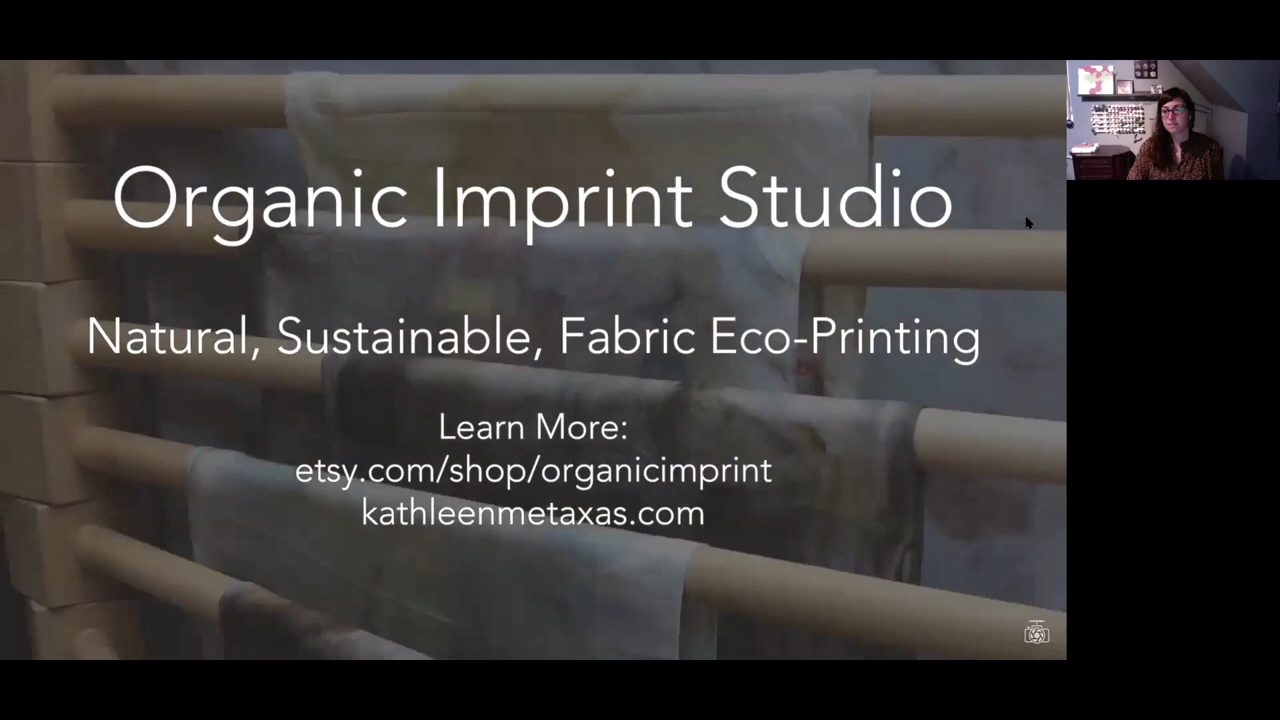 Organic Imprint Studio
Natural, Sustainable, Fabric Eco-Printing
Learn More:
etsy.com/shop/organicimprint
kathleenmetaxas.com